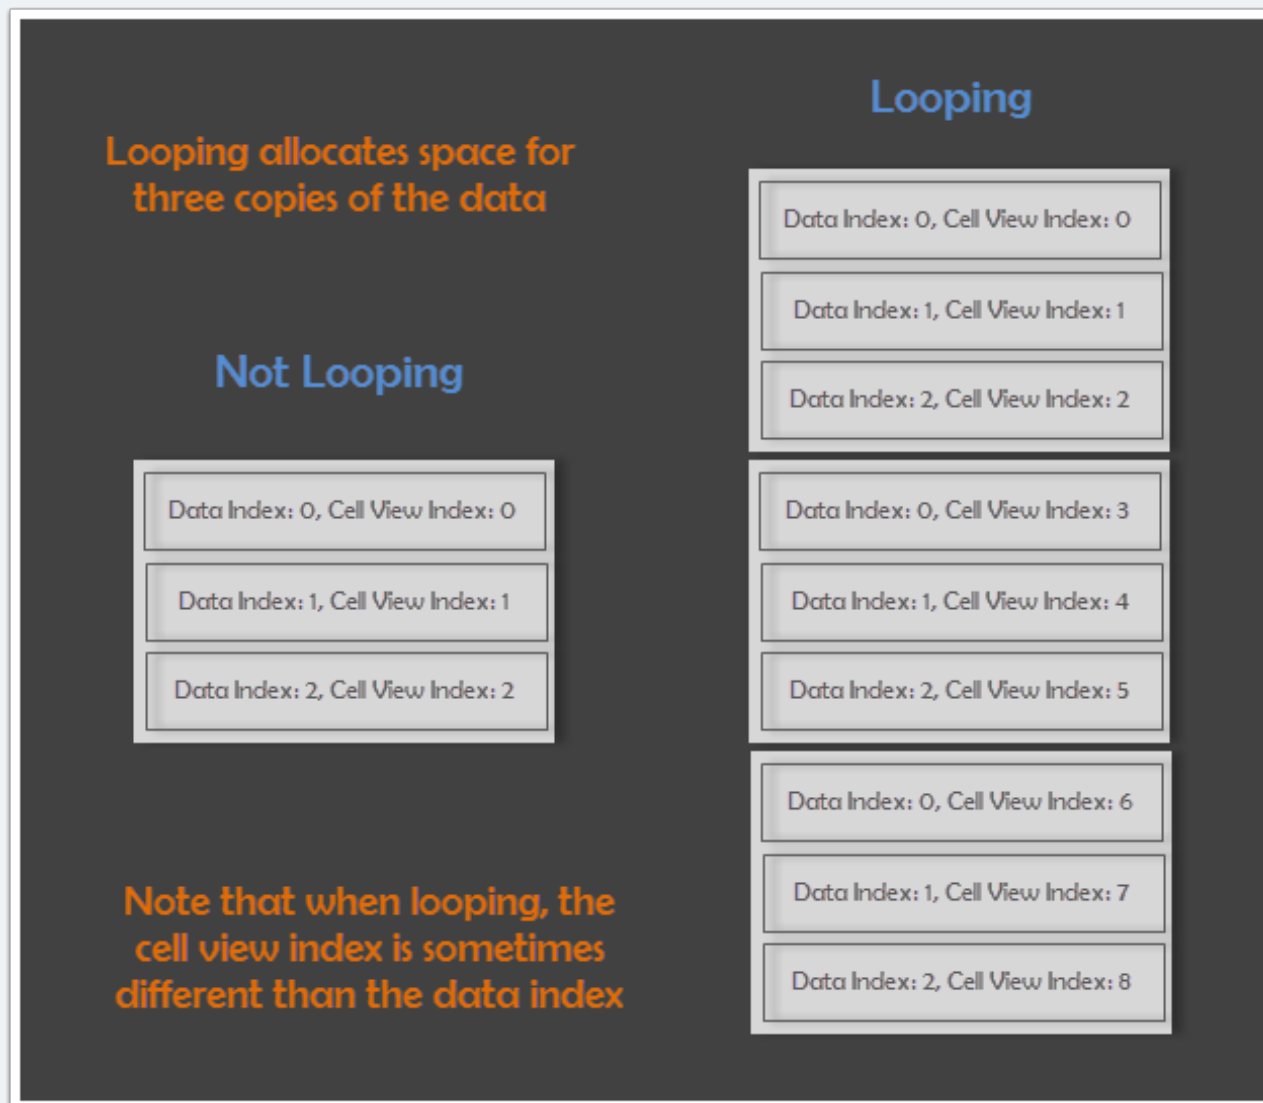 Looping allocates space for
three copies of the data
Not Looping
Data Index: 0, Cell View Index: 0
Data Index: 1, Cell View Index: 1
Data Index: 2, Cell View Index: 2
Note that when looping, the
cell view index is sometimes
different than the data index
Looping
Data Index: 0, Cell View Index: 0
Data Index: 1, Cell View Index: 1
Data Index: 2, Cell View Index: 2
Data Index: 0, Cell View Index: 3
Data Index: 1, Cell View Index: 4
Data Index: 2, Cell View Index: 5
Data Index: 0, Cell View Index: 6
Data Index: 1, Cell View Index: 7
Data Index: 2, Cell View Index: 8